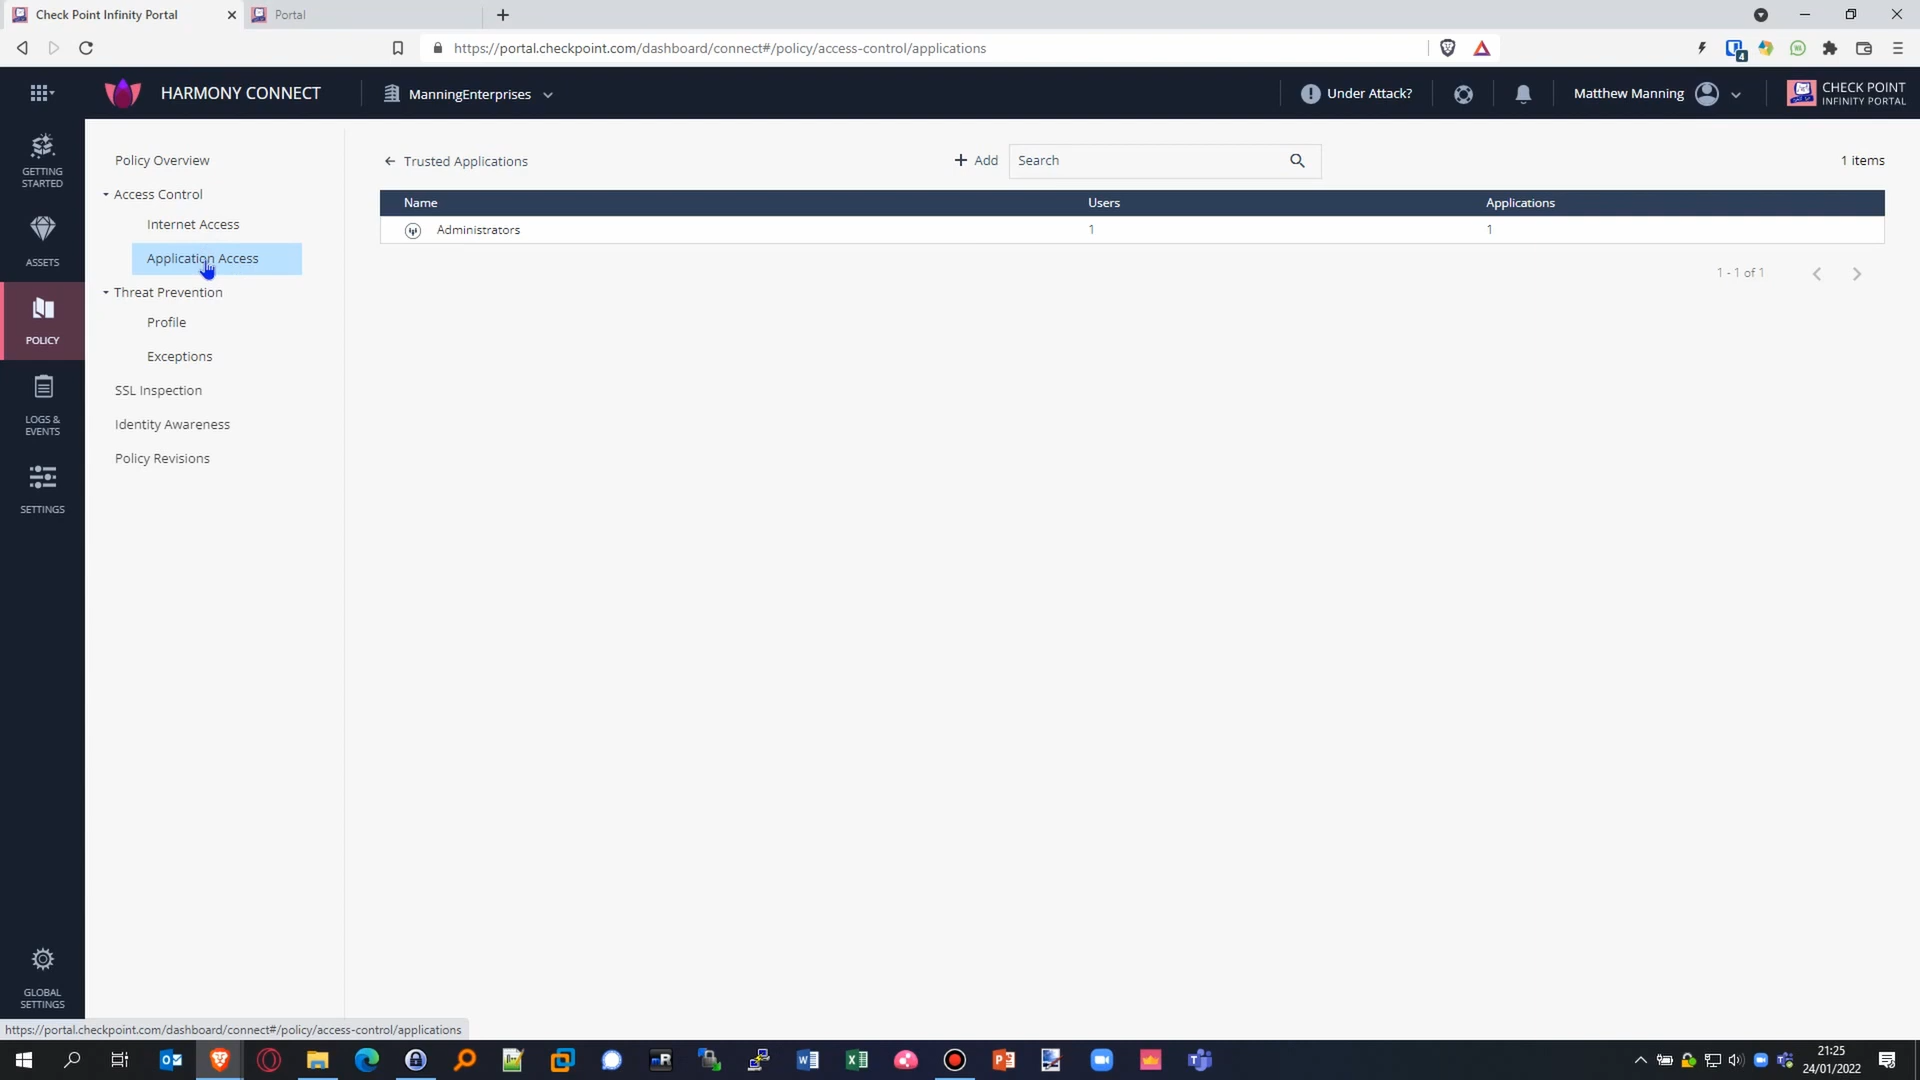 Check Point Infinity Portal
Portal
https://portal.checkpoint.com/dashboard/connect#/policy/access-control/applications
4
HARMONY CONNECT
ManningEnterprises
Under Attack?
Matthew Manning
CHECK POINT
INFINITY PORTAL
GETTING
STARTED
ASSETS
POLICY
LOGS &
EVENTS
SETTINGS
GLOBAL
SETTINGS
Policy Overview
Access Control
Internet Access
Application Access
Threat Prevention
Profile
Exceptions
SSL Inspection
Identity Awareness
Policy Revisions
Trusted Applications
Add
Search
1 items
Name Users Applications
Administrators 1 1
1 - 1 of 1
https://portal.checkpoint.com/dashboard/connect#/policy/access-control/applications
21:25
24/01/2022